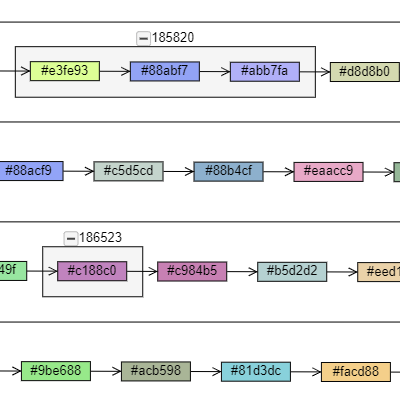 185820
#e3fe93 #88abf7 #abb7fa #d8d8b0
#88acf9 #c5d5cd #88b4cf #eaacc9
186523
49f #c188c0 #c984b5 #b5d2d2 #eed1
#9be688 #acb598 #81d3dc #facd88